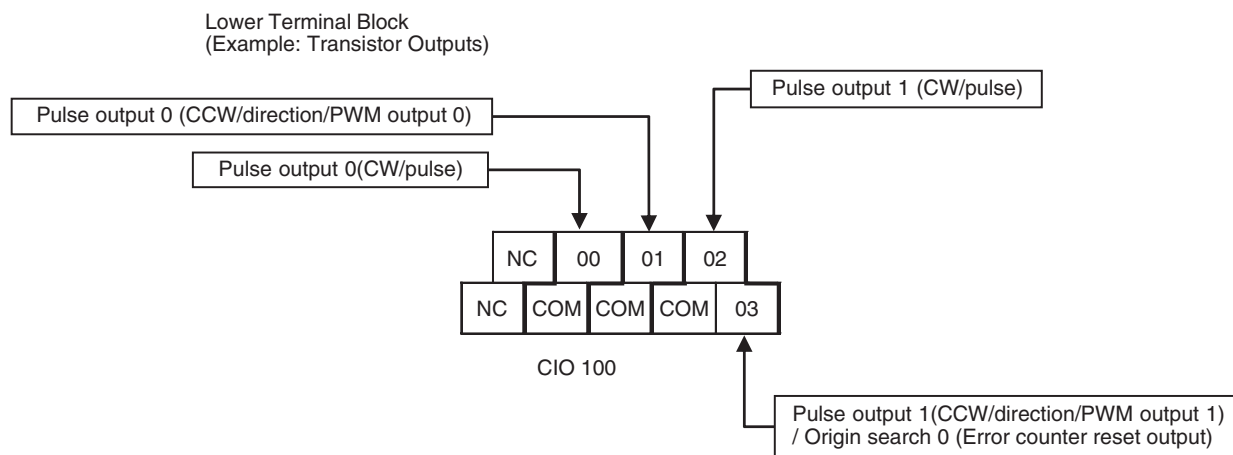 Lower Terminal Block
(Example: Transistor Outputs)
Pulse output 1 (CW/pulse)
Pulse output 0 (CCW/direction/PWM output 0)
Pulse output 0(CW/pulse)
NC 00 01 02
NC COM COM COM 03
CIO 100
Pulse output 1(CCW/direction/PWM output 1)
/ Origin search 0 (Error counter reset output)